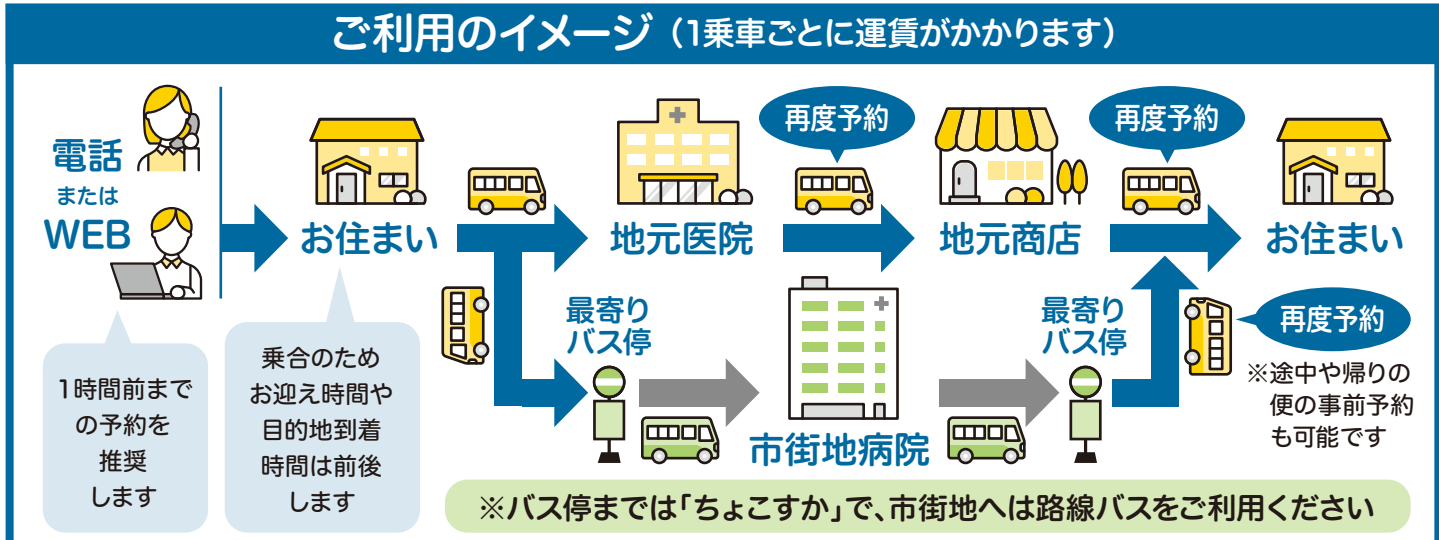 ご利用のイメージ（1乗車ごとに運賃がかかります）
電話
または
WEB
1時間前まで
の予約を
推奨
します
お住まい
乗合のため
お迎え時間や
目的地到着
時間は前後
します
地元医院
再度予約
地元商店
再度予約
お住まい
最寄り
バス停
市街地病院
最寄り
バス停
再度予約
※途中や帰りの
便の事前予約
も可能です
※バス停までは「ちょこすか」で、市街地へは路線バスをご利用ください